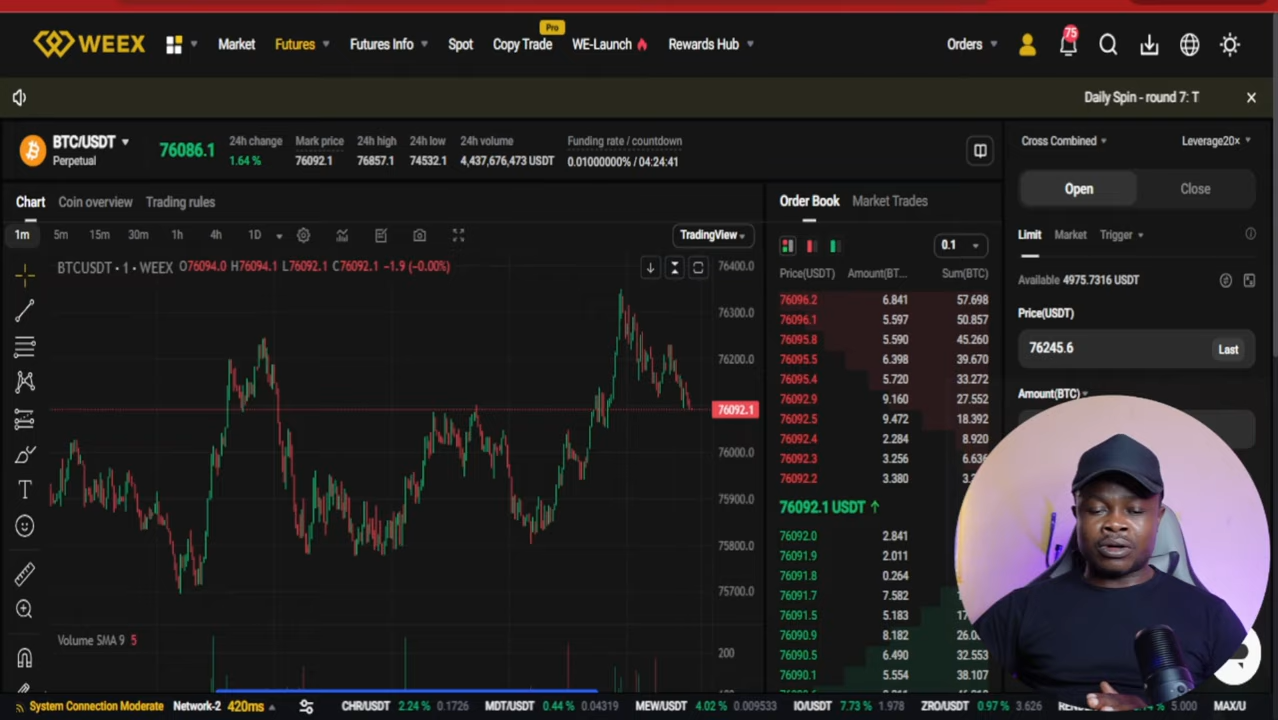 WEEX
Market
Futures
Futures Info
Spot
Copy Trade
Pro
WE-Launch
Rewards Hub
Orders
75
Daily Spin - round 7: T
BTC/USDT
Perpetual
76086.1
24h change
1.64 %
Mark price
76092.1
24h high
76857.1
24h low
74532.1
24h volume
4,437,676,473 USDT
Funding rate / countdown
0.01000000% / 04:24:41
Cross Combined
Leverage20x
Open
Close
Chart
Coin overview
Trading rules
1m 5m 15m 30m 1h 4h 1D
TradingView
BTCUSDT · 1 · WEEX O76094.0 H76094.1 L76092.1 C76092.1 −1.9 (−0.00%)
76400.0
76300.0
76200.0
76092.1
76000.0
75900.0
75800.0
75700.0
Volume SMA 9 5
200
Order Book
Market Trades
0.1
Price(USDT) Amount(BT... Sum(BTC)
76096.2 6.841 57.698
76096.1 5.597 50.857
76095.8 5.590 45.260
76095.5 6.398 39.670
76095.4 5.720 33.272
76092.9 9.160 27.552
76092.5 9.472 18.392
76092.4 2.284 8.920
76092.3 3.256 6.636
76092.2 3.380
76092.1 USDT ↑
76092.0 2.841
76091.9 2.011
76091.8 0.264
76091.7 7.582
76091.5 5.183
76090.9 8.182
76090.5 6.490 32.553
76090.1 5.554 38.107
Limit Market Trigger
Available 4975.7316 USDT
Price(USDT)
76245.6
Last
Amount(BTC)
System Connection Moderate
Network-2
420ms
CHR/USDT 2.24 % 0.1726
MDT/USDT 0.44 % 0.04319
MEW/USDT 4.02 % 0.009533
IO/USDT 7.73 % 1.978
ZRO/USDT 0.97 % 3.626
5.000
MAX/U